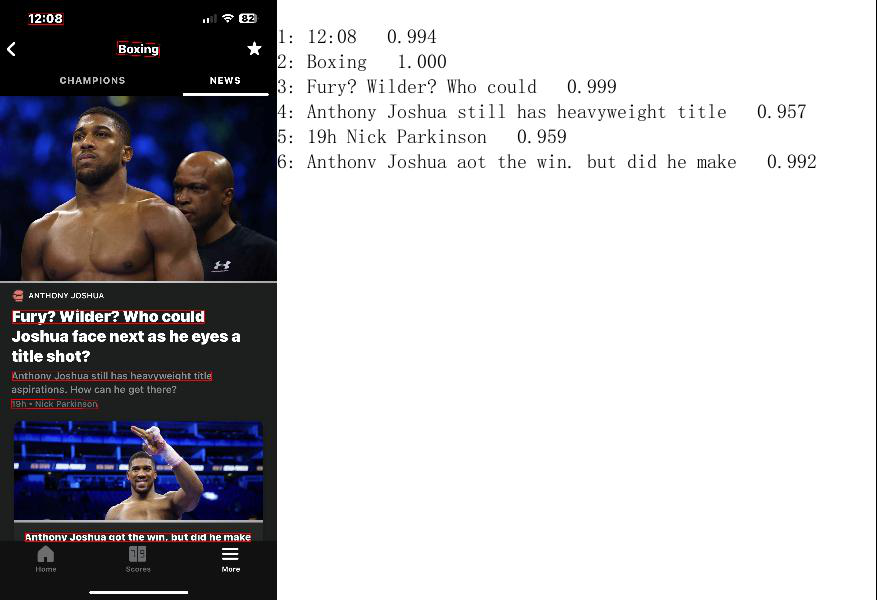 12:08
82
Boxing
CHAMPIONS NEWS
ANTHONY JOSHUA
Fury? Wilder? Who could
Joshua face next as he eyes a
title shot?
Anthony Joshua still has heavyweight title
aspirations. How can he get there?
19h • Nick Parkinson
Anthony Joshua got the win, but did he make
Home Scores More
1: 12:08 0.994
2: Boxing 1.000
3: Fury? Wilder? Who could 0.999
4: Anthony Joshua still has heavyweight title 0.957
5: 19h Nick Parkinson 0.959
6: Anthonv Joshua aot the win. but did he make 0.992